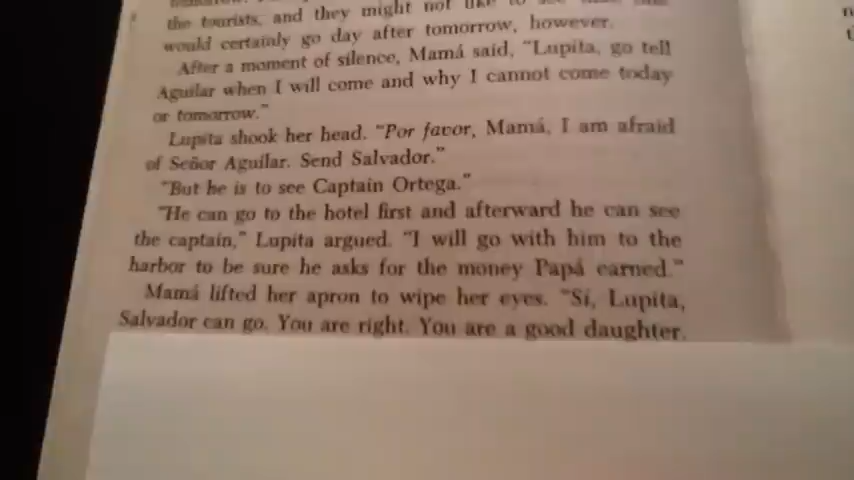 the tourists, and they might not like to
would certainly go day after tomorrow, however.
After a moment of silence, Mamá said, "Lupita, go tell
Aguilar when I will come and why I cannot come today
or tomorrow."
Lupita shook her head. "Por favor, Mamá, I am afraid
of Señor Aguilar. Send Salvador."
"But he is to see Captain Ortega."
"He can go to the hotel first and afterward he can see
the captain," Lupita argued. "I will go with him to the
harbor to be sure he asks for the money Papá earned."
Mamá lifted her apron to wipe her eyes. "Sí, Lupita,
Salvador can go. You are right. You are a good daughter.